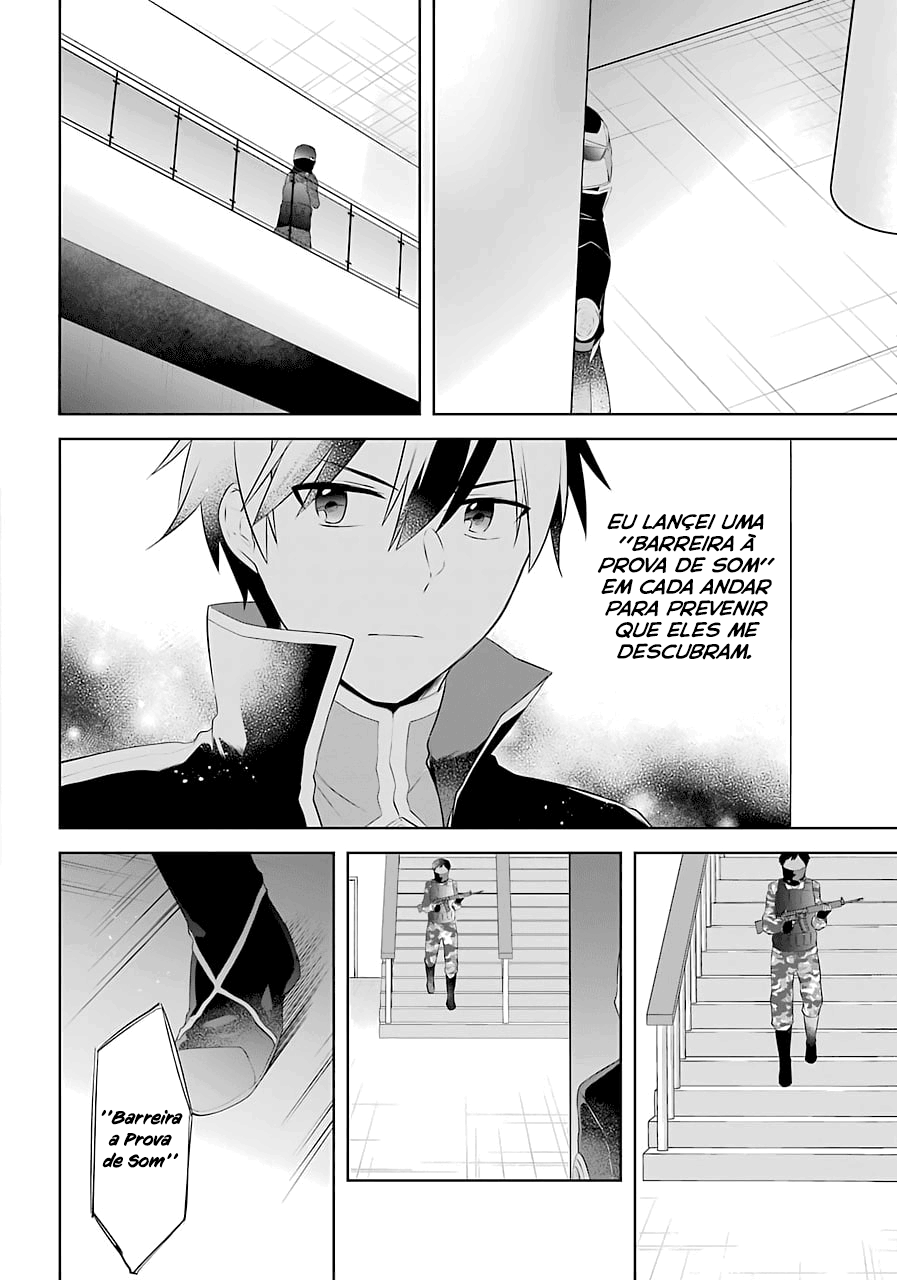 EU LANÇEI UMA
''BARREIRA À
PROVA DE SOM''
EM CADA ANDAR
PARA PREVENIR
QUE ELES ME
DESCUBRAM.
''Barreira
a Prova
de Som''